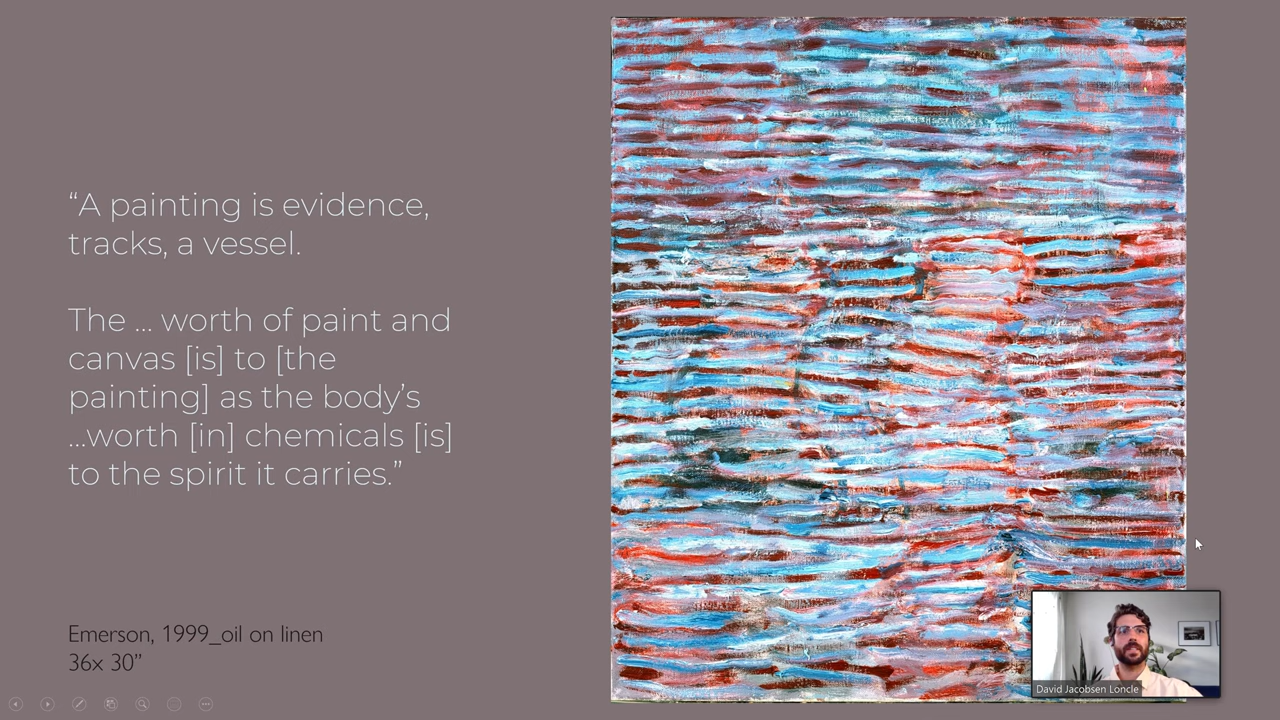 “A painting is evidence,
tracks, a vessel.
The ... worth of paint and
canvas [is] to [the
painting] as the body’s
...worth [in] chemicals [is]
to the spirit it carries.”
Emerson, 1999_oil on linen
36x 30”
David Jacobsen Loncle